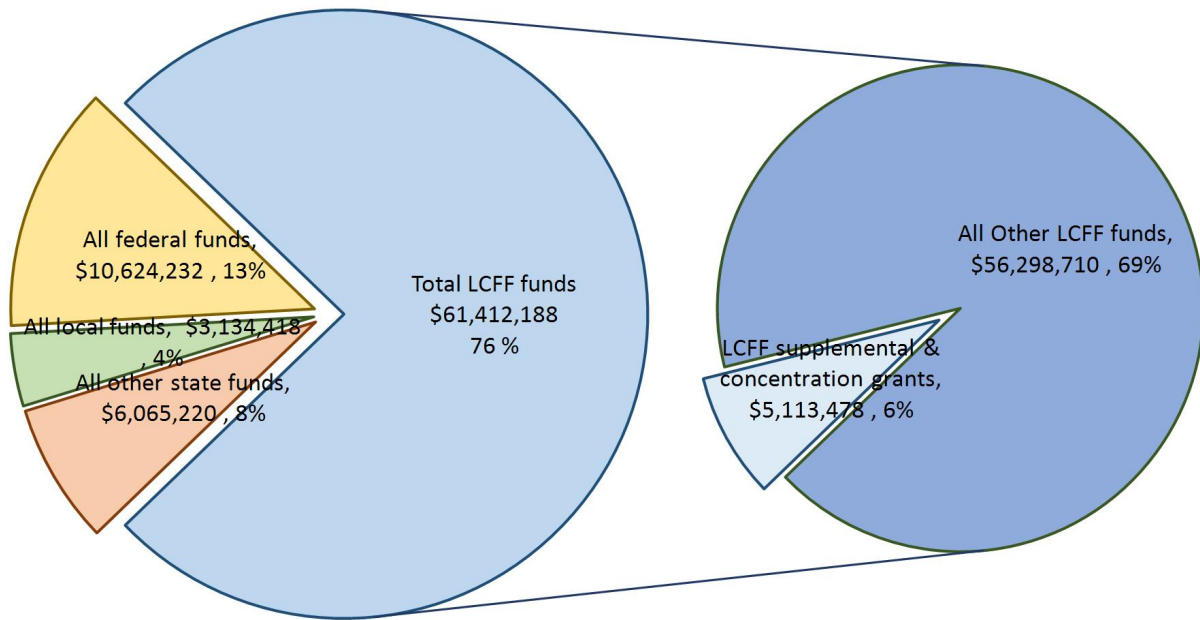 All federal funds,
$10,624,232 , 13%
All local funds,  $3,134,418
, 4%
All other state funds,
$6,065,220 , 8%
Total LCFF funds
$61,412,188
76 %
All Other LCFF funds,
$56,298,710 , 69%
LCFF supplemental &
concentration grants,
$5,113,478 , 6%